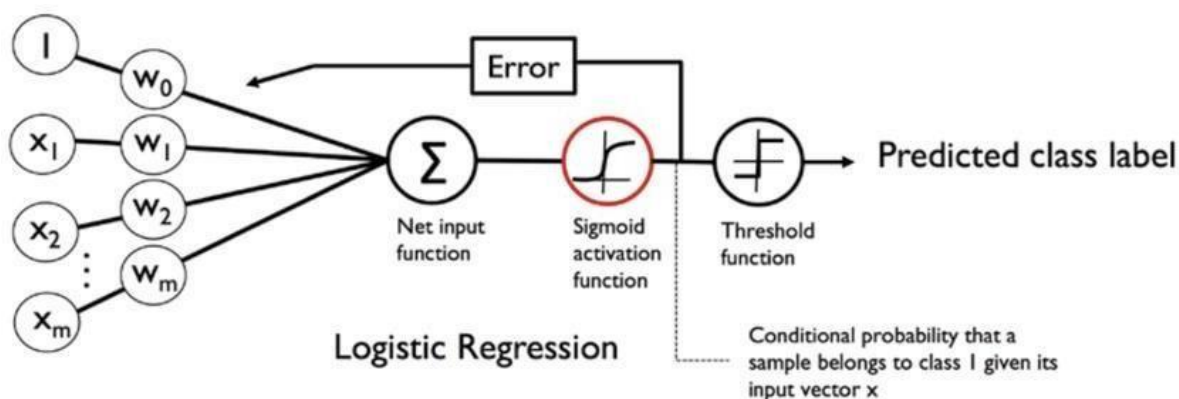 1
w0
Error
x1
w1
Σ
Predicted class label
x2
w2
Net input
function
Sigmoid
activation
function
Threshold
function
⋮
wm
xm
Logistic Regression
Conditional probability that a
sample belongs to class 1 given its
input vector x